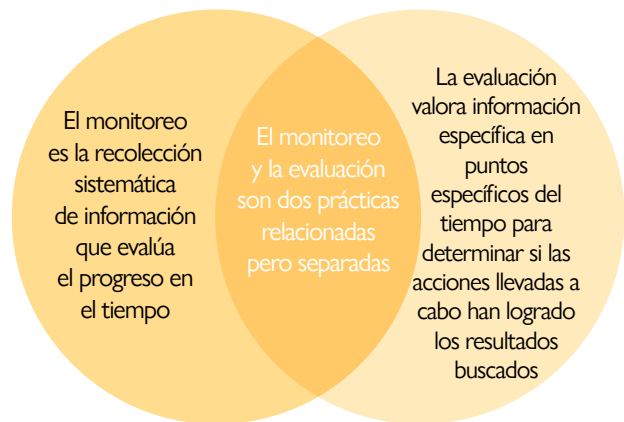 El monitoreo
es la recolección
sistemática
de información
que evalúa
el progreso en
el tiempo
El monitoreo
y la evaluación
son dos prácticas
relacionadas
pero separadas
La evaluación
valora información
específica en
puntos
específicos del
tiempo para
determinar si las
acciones llevadas a
cabo han logrado
los resultados
buscados